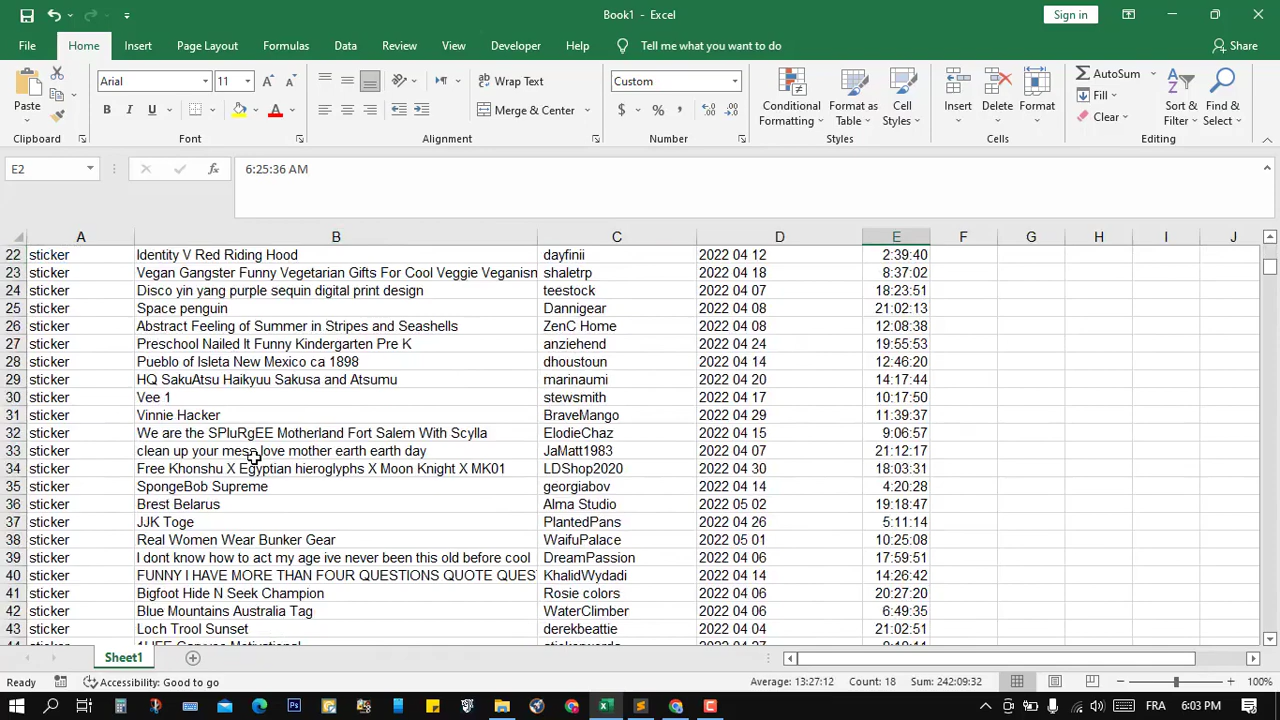 Book1 - Excel
Sign in
File Home Insert Page Layout Formulas Data Review View Developer Help Tell me what you want to do Share
Paste
Clipboard
Arial 11
B I U A
Font
Wrap Text
Merge & Center
Alignment
Custom
$ % ,
Number
Conditional Formatting
Format as Table
Cell Styles
Styles
Insert
Delete
Format
Cells
AutoSum
Fill
Clear
Sort & Filter
Find & Select
Editing
E2 fx 6:25:36 AM
A B C D E F G H I J
22 sticker Identity V Red Riding Hood dayfinii 2022 04 12 2:39:40
23 sticker Vegan Gangster Funny Vegetarian Gifts For Cool Veggie Veganism shaletrp 2022 04 18 8:37:02
24 sticker Disco yin yang purple sequin digital print design teestock 2022 04 07 18:23:51
25 sticker Space penguin Dannigear 2022 04 08 21:02:13
26 sticker Abstract Feeling of Summer in Stripes and Seashells ZenC Home 2022 04 08 12:08:38
27 sticker Preschool Nailed It Funny Kindergarten Pre K anziehend 2022 04 24 19:55:53
28 sticker Pueblo of Isleta New Mexico ca 1898 dhoustoun 2022 04 14 12:46:20
29 sticker HQ SakuAtsu Haikyuu Sakusa and Atsumu marinaumi 2022 04 20 14:17:44
30 sticker Vee 1 stewsmith 2022 04 17 10:17:50
31 sticker Vinnie Hacker BraveMango 2022 04 29 11:39:37
32 sticker We are the SPluRgEE Motherland Fort Salem With Scylla ElodieChaz 2022 04 15 9:06:57
33 sticker clean up your mess love mother earth earth day JaMatt1983 2022 04 07 21:12:17
34 sticker Free Khonshu X Egyptian hieroglyphs X Moon Knight X MK01 LDShop2020 2022 04 30 18:03:31
35 sticker SpongeBob Supreme georgiabov 2022 04 14 4:20:28
36 sticker Brest Belarus Alma Studio 2022 05 02 19:18:47
37 sticker JJK Toge PlantedPans 2022 04 26 5:11:14
38 sticker Real Women Wear Bunker Gear WaifuPalace 2022 05 01 10:25:08
39 sticker I dont know how to act my age ive never been this old before cool DreamPassion 2022 04 06 17:59:51
40 sticker FUNNY I HAVE MORE THAN FOUR QUESTIONS QUOTE QUES KhalidWydadi 2022 04 14 14:26:42
41 sticker Bigfoot Hide N Seek Champion Rosie colors 2022 04 06 20:27:20
42 sticker Blue Mountains Australia Tag WaterClimber 2022 04 06 6:49:35
43 sticker Loch Trool Sunset derekbeattie 2022 04 04 21:02:51
Sheet1
Ready Accessibility: Good to go Average: 13:27:12 Count: 18 Sum: 242:09:32 100%
FRA 6:03 PM